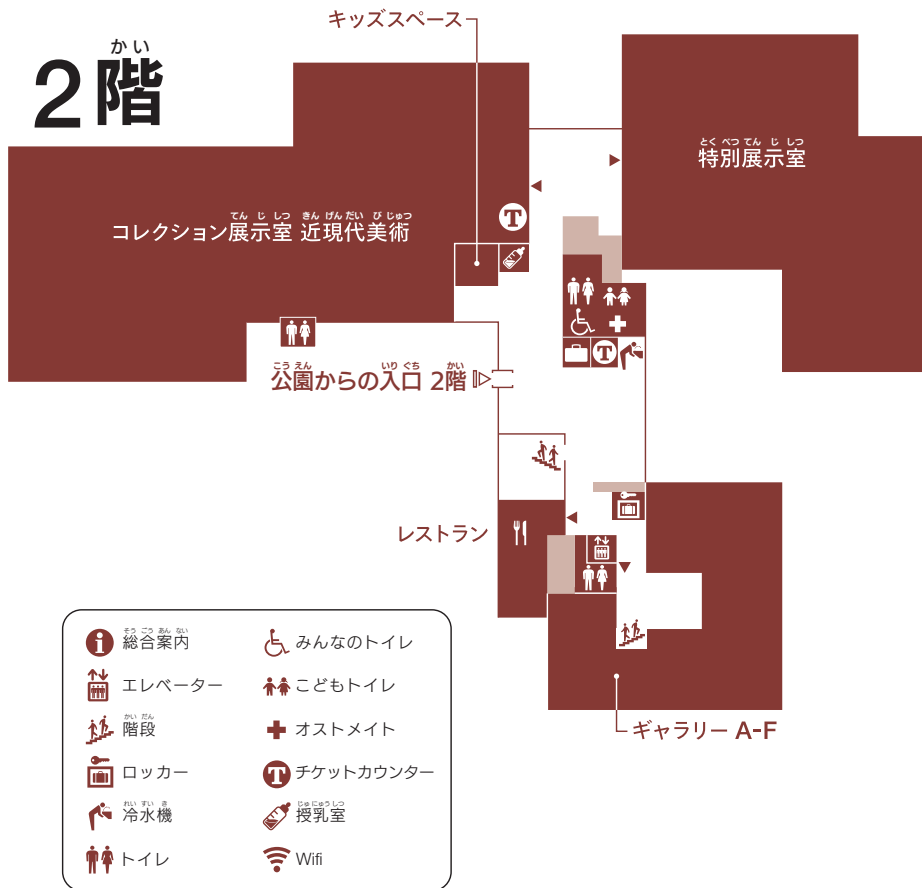 キッズスペース
かい
2階
とくべつてんじしつ
特別展示室
てんじしつ きんげんだいびじゅつ
コレクション展示室 近現代美術
T
こうえん いりぐち かい
公園からの入口 2階
T
レストラン
ギャラリー A-F
そうごうあんない
i 総合案内
みんなのトイレ
エレベーター
こどもトイレ
かいだん
階段
オストメイト
ロッカー
T チケットカウンター
れいすいき
冷水機
じゅにゅうしつ
授乳室
トイレ
Wifi